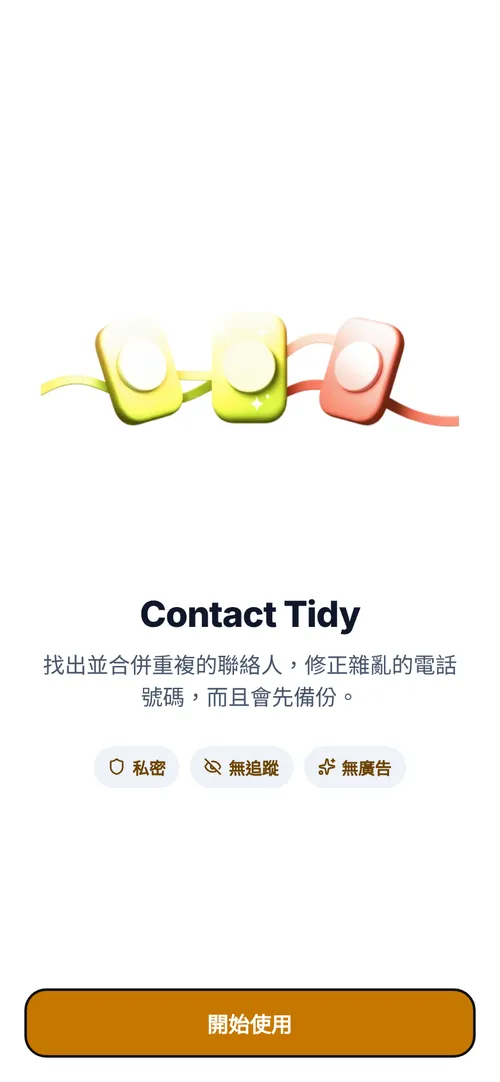 Contact Tidy
找出並合併重複的聯絡人，修正雜亂的電話
號碼，而且會先備份。
私密
無追蹤
無廣告
開始使用